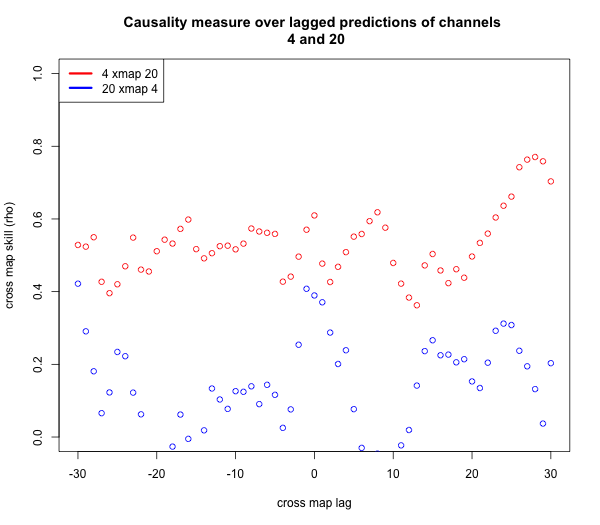 Causality measure over lagged predictions of channels
4 and 20
4 xmap 20
20 xmap 4
cross map skill (rho)
1.0
0.8
0.6
0.4
0.2
0.0
-30
-20
-10
0
10
20
30
cross map lag